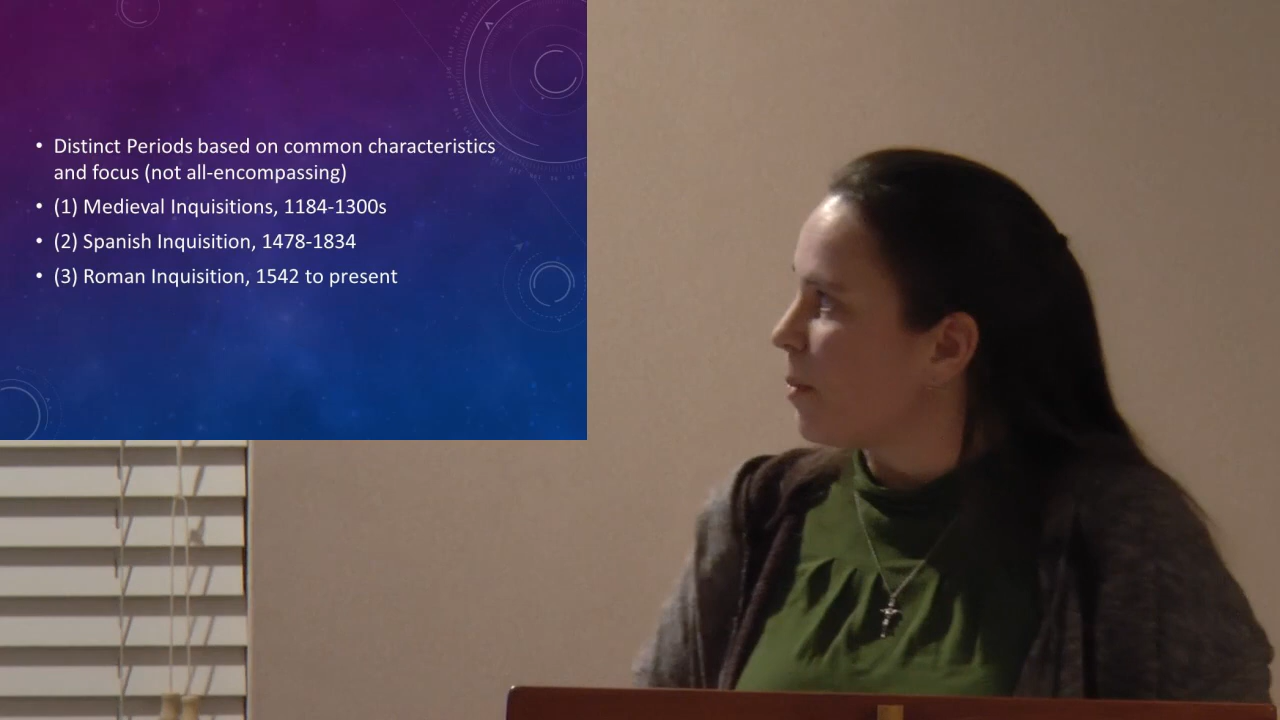 • Distinct Periods based on common characteristics
and focus (not all-encompassing)
• (1) Medieval Inquisitions, 1184-1300s
• (2) Spanish Inquisition, 1478-1834
• (3) Roman Inquisition, 1542 to present